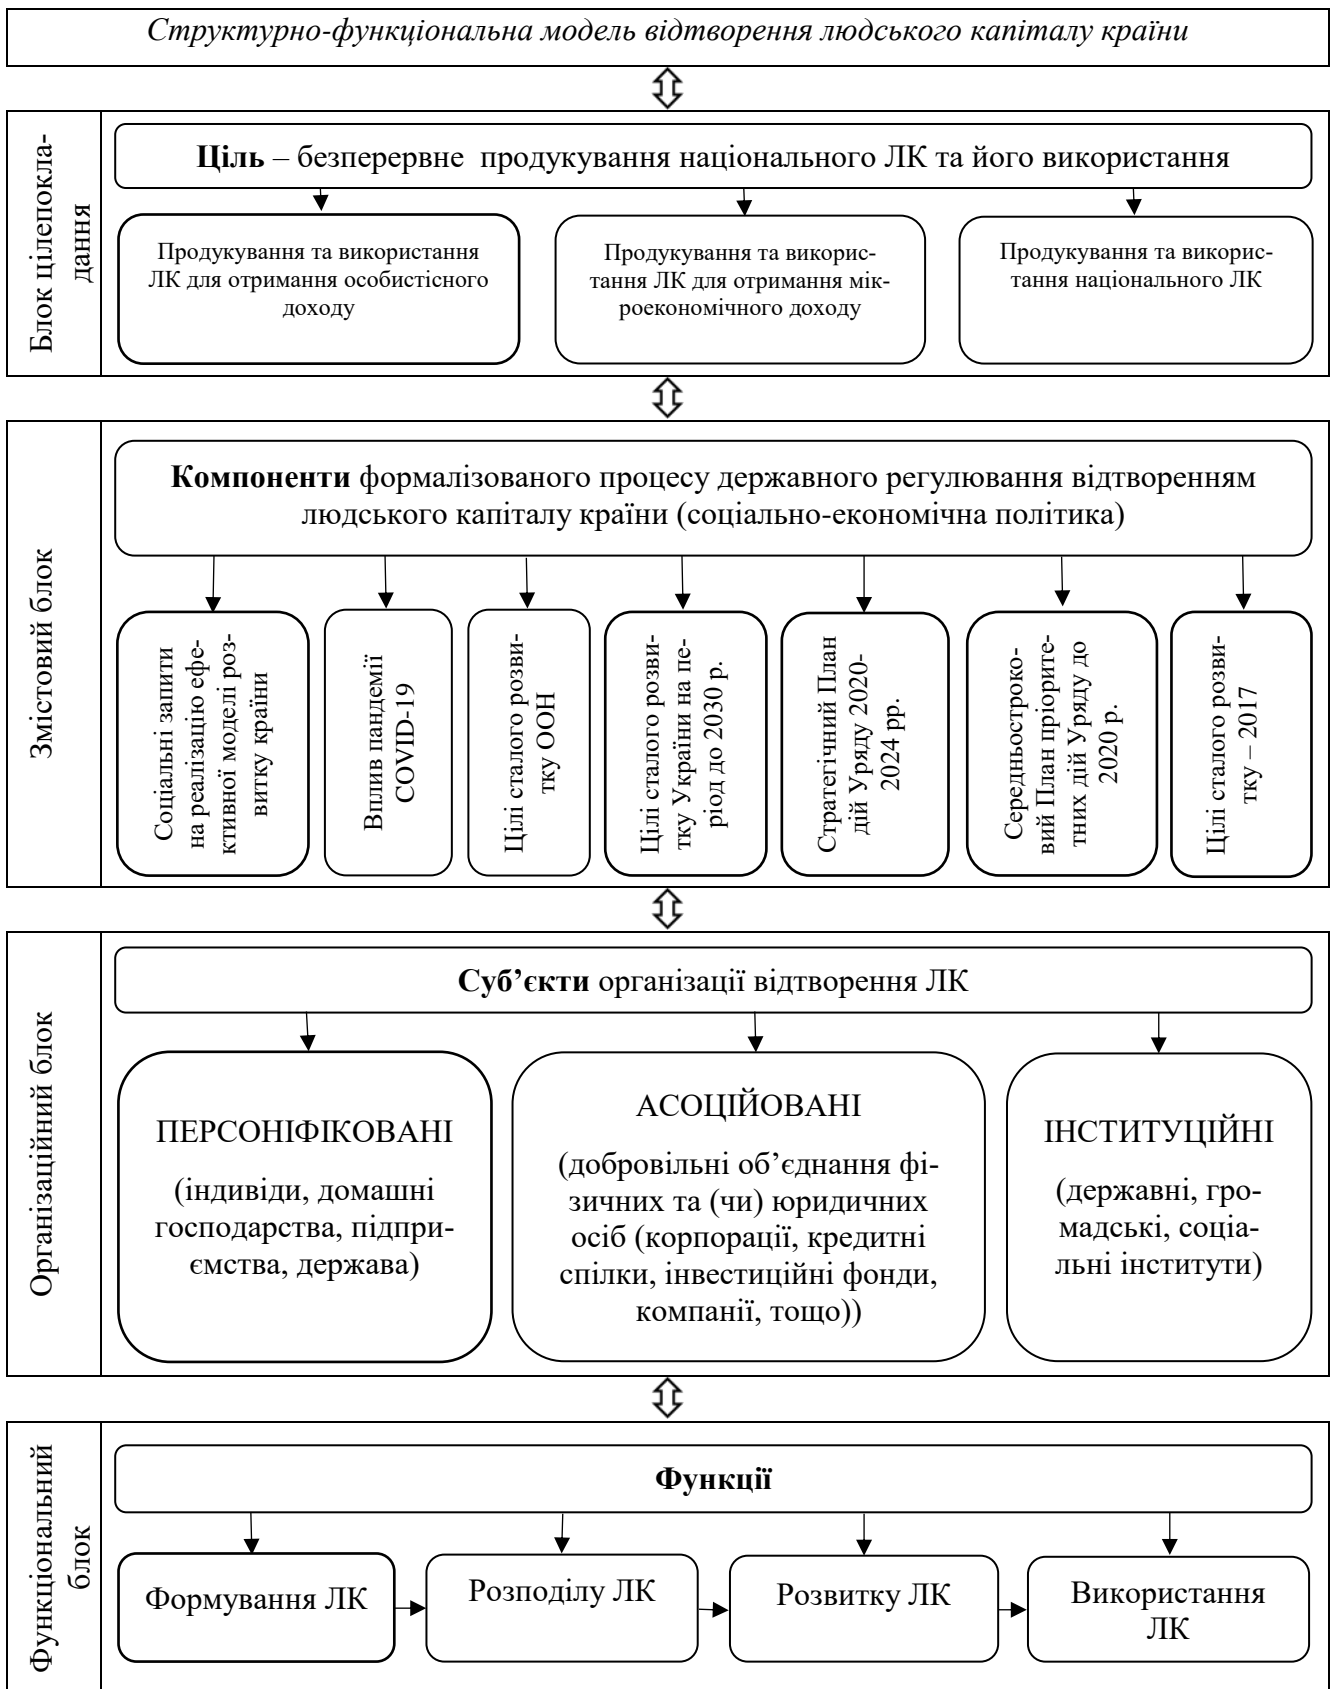 Структурно-функціональна модель відтворення людського капіталу країни
Блок цілепокла-
дання
Ціль – безперервне продукування національного ЛК та його використання
Продукування та використання
ЛК для отримання особистісного
доходу
Продукування та викорис-
тання ЛК для отримання мік-
роекономічного доходу
Продукування та викорис-
тання національного ЛК
Змістовий блок
Компоненти формалізованого процесу державного регулювання відтворенням
людського капіталу країни (соціально-економічна політика)
Соціальні запити
на реалізацію ефе-
ктивної моделі роз-
витку країни
Вплив пандемії
COVID-19
Цілі сталого розви-
тку ООН
Цілі сталого розви-
тку України на пе-
ріод до 2030 р.
Стратегічний План
дій Уряду 2020-
2024 рр.
Середньостроко-
вий План пріорите-
тних дій Уряду до
2020 р.
Цілі сталого розви-
тку – 2017
Організаційний блок
Суб’єкти організації відтворення ЛК
ПЕРСОНІФІКОВАНІ
(індивіди, домашні
господарства, підпри-
ємства, держава)
АСОЦІЙОВАНІ
(добровільні об’єднання фі-
зичних та (чи) юридичних
осіб (корпорації, кредитні
спілки, інвестиційні фонди,
компанії, тощо))
ІНСТИТУЦІЙНІ
(державні, гро-
мадські, соціа-
льні інститути)
Функціональний
блок
Функції
Формування ЛК
Розподілу ЛК
Розвитку ЛК
Використання
ЛК